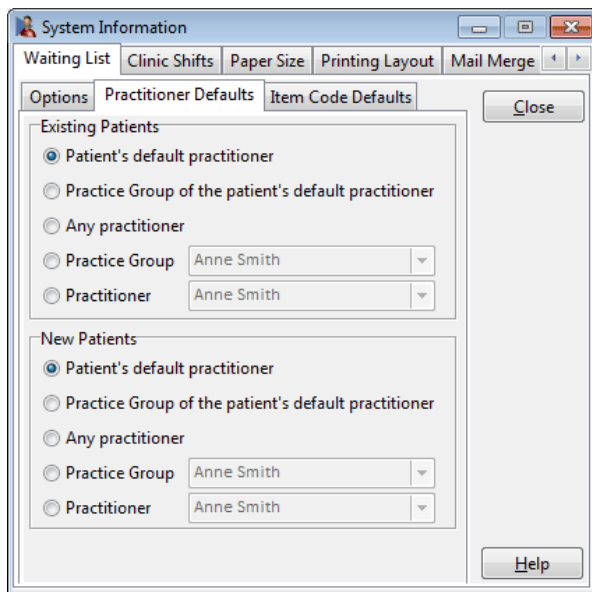 System Information
Waiting List Clinic Shifts Paper Size Printing Layout Mail Merge
Options Practitioner Defaults Item Code Defaults
Close
Existing Patients
Patient's default practitioner
Practice Group of the patient's default practitioner
Any practitioner
Practice Group Anne Smith
Practitioner Anne Smith
New Patients
Patient's default practitioner
Practice Group of the patient's default practitioner
Any practitioner
Practice Group Anne Smith
Practitioner Anne Smith
Help